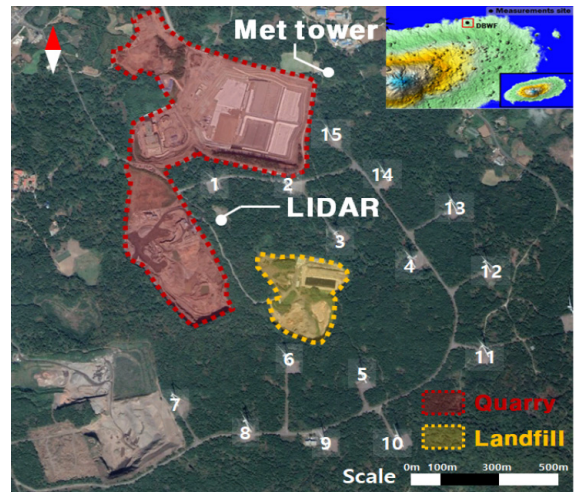 ● Measurements site
DBWF
Met tower
15
14
1
2
LIDAR
13
3
4
12
6
11
5
7
Quarry
8
9
10
Landfill
Scale
0m 100m 300m 500m